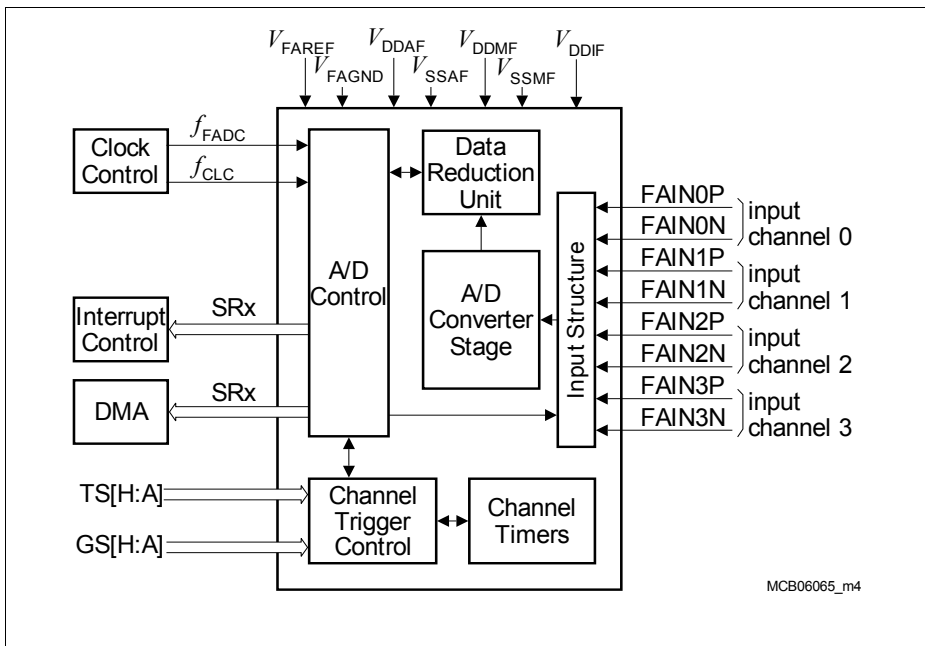 VFAREF
VFAGND
VDDAF
VSSAF
VDDMF
VSSMF
VDDIF
Clock
Control
fFADC
fCLC
A/D
Control
Data
Reduction
Unit
A/D
Converter
Stage
Input Structure
FAIN0P
FAIN0N
input
channel 0
FAIN1P
FAIN1N
input
channel 1
FAIN2P
FAIN2N
input
channel 2
FAIN3P
FAIN3N
input
channel 3
Interrupt
Control
SRx
DMA
SRx
TS[H:A]
GS[H:A]
Channel
Trigger
Control
Channel
Timers
MCB06065_m4